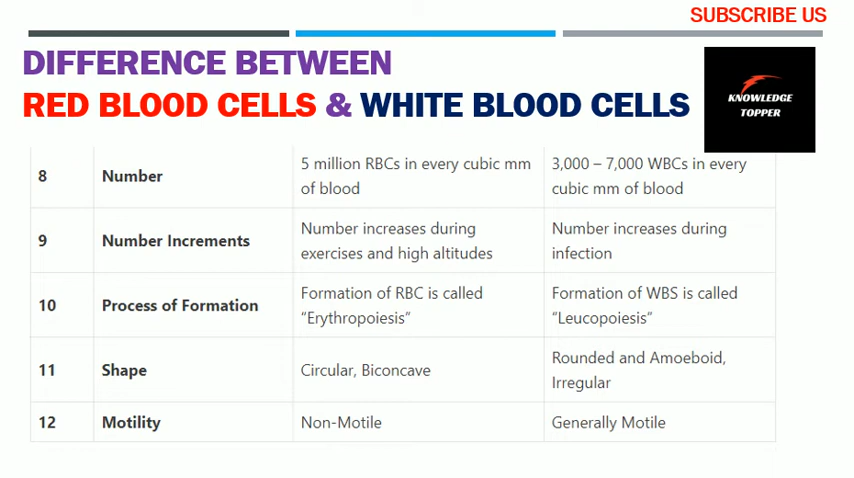 SUBSCRIBE US
DIFFERENCE BETWEEN
RED BLOOD CELLS & WHITE BLOOD CELLS
KNOWLEDGE
TOPPER
8 Number 5 million RBCs in every cubic mm of blood 3,000 – 7,000 WBCs in every cubic mm of blood
9 Number Increments Number increases during exercises and high altitudes Number increases during infection
10 Process of Formation Formation of RBC is called “Erythropoiesis” Formation of WBS is called “Leucopoiesis”
11 Shape Circular, Biconcave Rounded and Amoeboid, Irregular
12 Motility Non-Motile Generally Motile